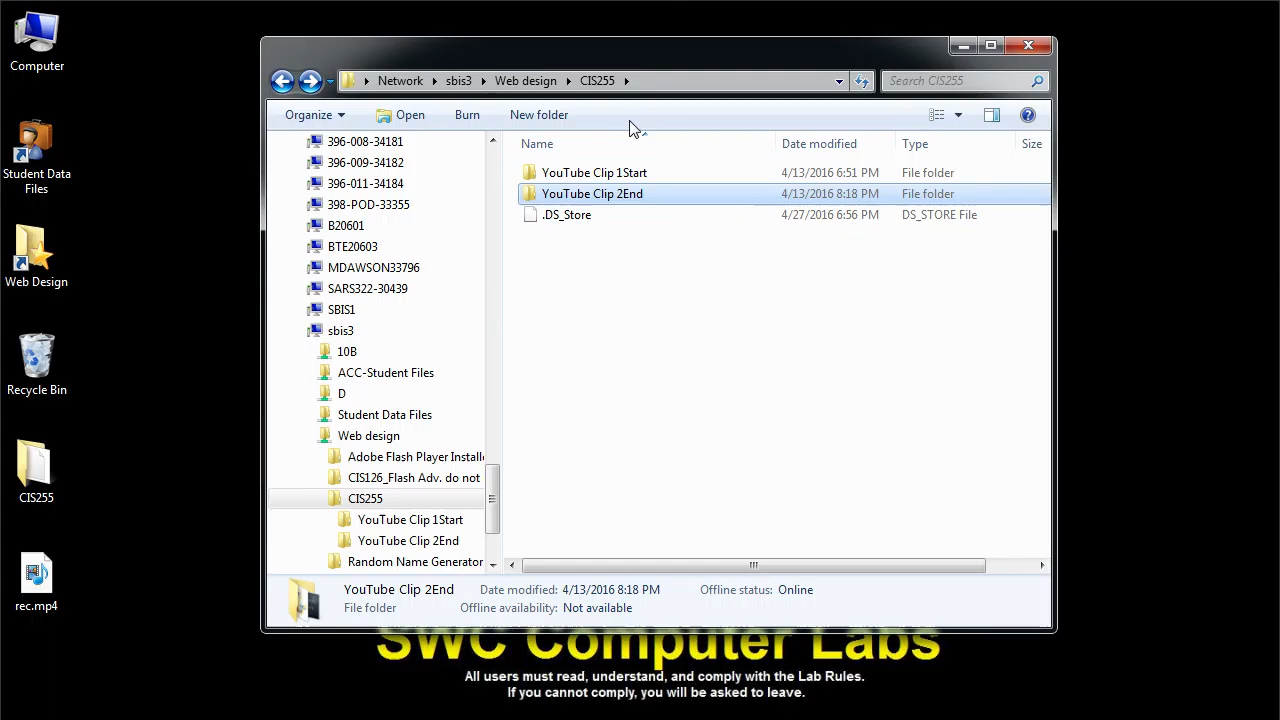 Computer
Student Data
Files
Web Design
Recycle Bin
CIS255
rec.mp4
Network sbis3 Web design CIS255
Search CIS255
Organize Open Burn New folder
396-008-34181
396-009-34182
396-011-34184
398-POD-33355
B20601
BTE20603
MDAWSON33796
SARS322-30439
SBIS1
sbis3
10B
ACC-Student Files
D
Student Data Files
Web design
Adobe Flash Player Installe
CIS126_Flash Adv. do not
CIS255
YouTube Clip 1Start
YouTube Clip 2End
Random Name Generator
Name Date modified Type Size
YouTube Clip 1Start 4/13/2016 6:51 PM File folder
YouTube Clip 2End 4/13/2016 8:18 PM File folder
.DS_Store 4/27/2016 6:56 PM DS_STORE File
YouTube Clip 2End Date modified: 4/13/2016 8:18 PM Offline status: Online
File folder Offline availability: Not available
SWC Computer Labs
All users must read, understand, and comply with the Lab Rules.
If you cannot comply, you will be asked to leave.